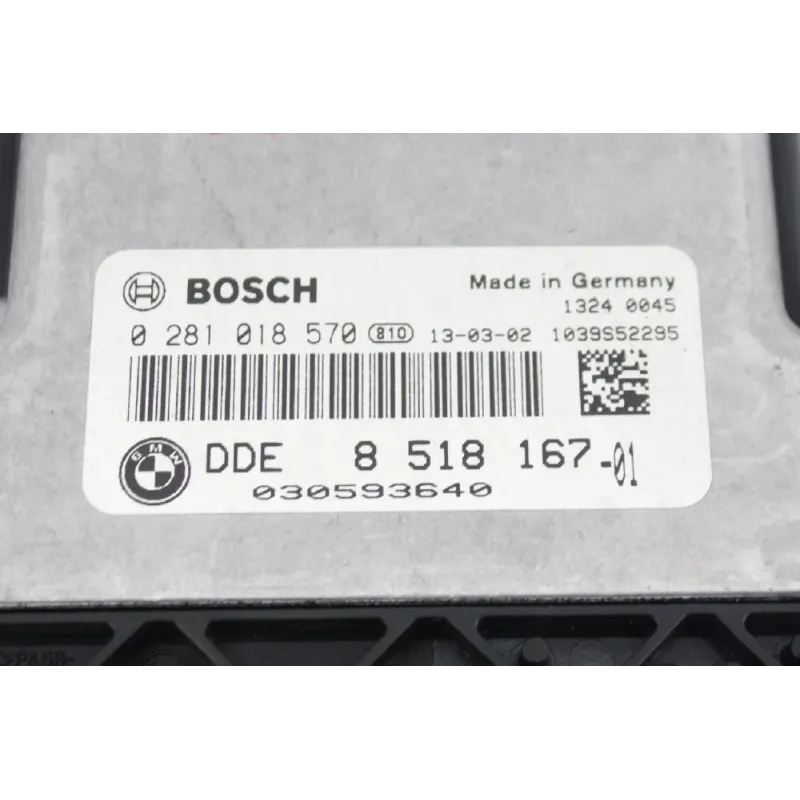 BOSCH Made in Germany
1324 0045
0 281 018 570 810 13-03-02 1039S52295
BMW DDE 8 518 167-01
030593640